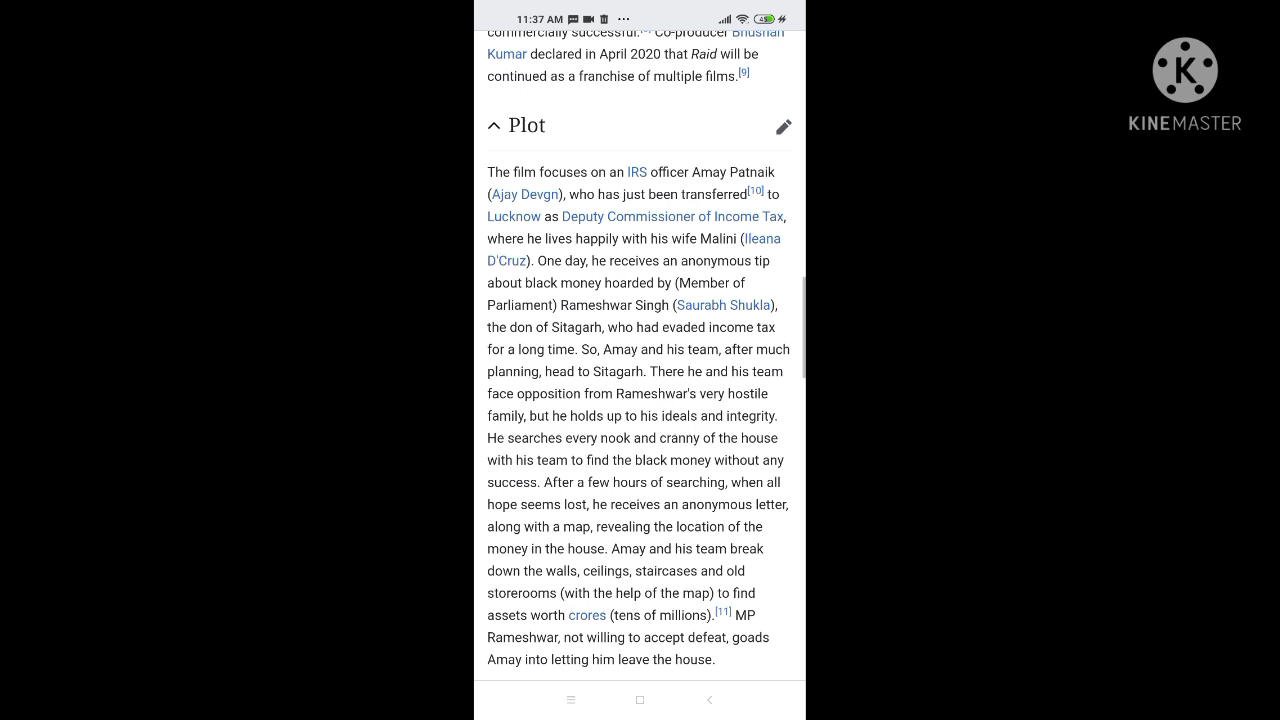 11:37 AM
45
commercially successful. Co-producer Bhushan
Kumar declared in April 2020 that Raid will be
continued as a franchise of multiple films.[9]
Plot
The film focuses on an IRS officer Amay Patnaik
(Ajay Devgn), who has just been transferred[10] to
Lucknow as Deputy Commissioner of Income Tax,
where he lives happily with his wife Malini (Ileana
D'Cruz). One day, he receives an anonymous tip
about black money hoarded by (Member of
Parliament) Rameshwar Singh (Saurabh Shukla),
the don of Sitagarh, who had evaded income tax
for a long time. So, Amay and his team, after much
planning, head to Sitagarh. There he and his team
face opposition from Rameshwar's very hostile
family, but he holds up to his ideals and integrity.
He searches every nook and cranny of the house
with his team to find the black money without any
success. After a few hours of searching, when all
hope seems lost, he receives an anonymous letter,
along with a map, revealing the location of the
money in the house. Amay and his team break
down the walls, ceilings, staircases and old
storerooms (with the help of the map) to find
assets worth crores (tens of millions).[11] MP
Rameshwar, not willing to accept defeat, goads
Amay into letting him leave the house.
K
KINEMASTER